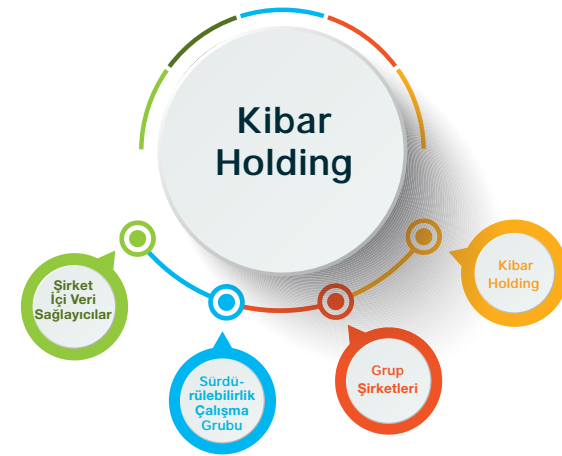 Kibar
Holding
Şirket
İçi Veri
Sağlayıcılar
Sürdü-
rülebilirlik
Çalışma
Grubu
Grup
Şirketleri
Kibar
Holding